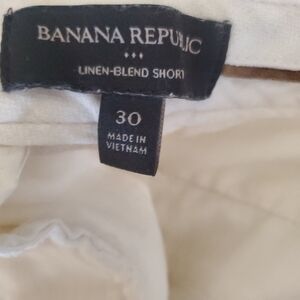 BANANA REPUBLIC
LINEN-BLEND SHORT
30
MADE IN
VIETNAM